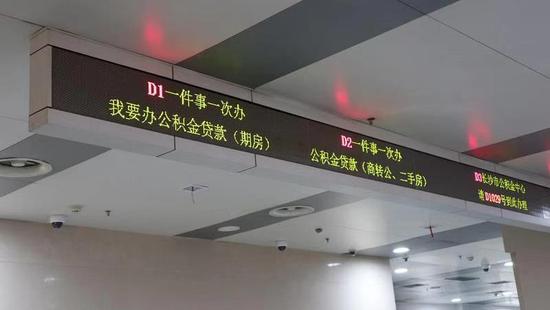 D1一件事一次办
我要办公积金贷款（期房）
D2一件事一次办
公积金贷款（商转公、二手房）
D3长沙市公积金中心
请D1029号到此办理